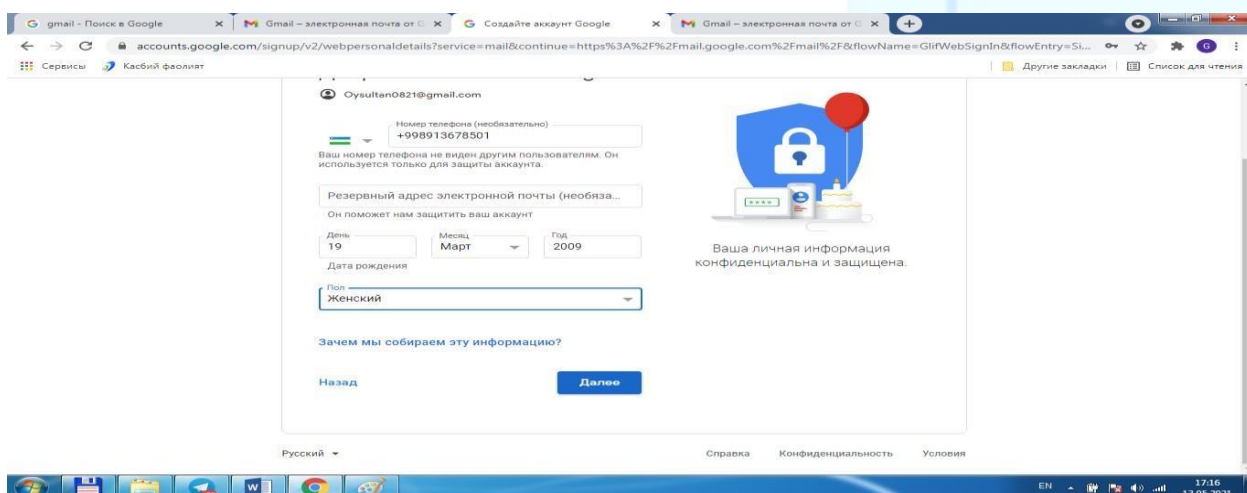 gmail - Поиск в Google
Gmail – электронная почта от G
Создайте аккаунт Google
Gmail – электронная почта от G
accounts.google.com/signup/v2/webpersonaldetails?service=mail&continue=https%3A%2F%2Fmail.google.com%2Fmail%2F&flowName=GlifWebSignIn&flowEntry=Si...
G
Сервисы
Касбий фаолият
Другие закладки
Список для чтения
Oysultan0821@gmail.com
Номер телефона (необязательно)
+998913678501
Ваш номер телефона не виден другим пользователям. Он
используется только для защиты аккаунта.
Резервный адрес электронной почты (необяза...
Он поможет нам защитить ваш аккаунт
День
Месяц
Год
19
Март
2009
Дата рождения
Ваша личная информация
конфиденциальна и защищена.
Пол
Женский
Зачем мы собираем эту информацию?
Назад
Далее
Русский
Справка
Конфиденциальность
Условия
W
EN
17:16